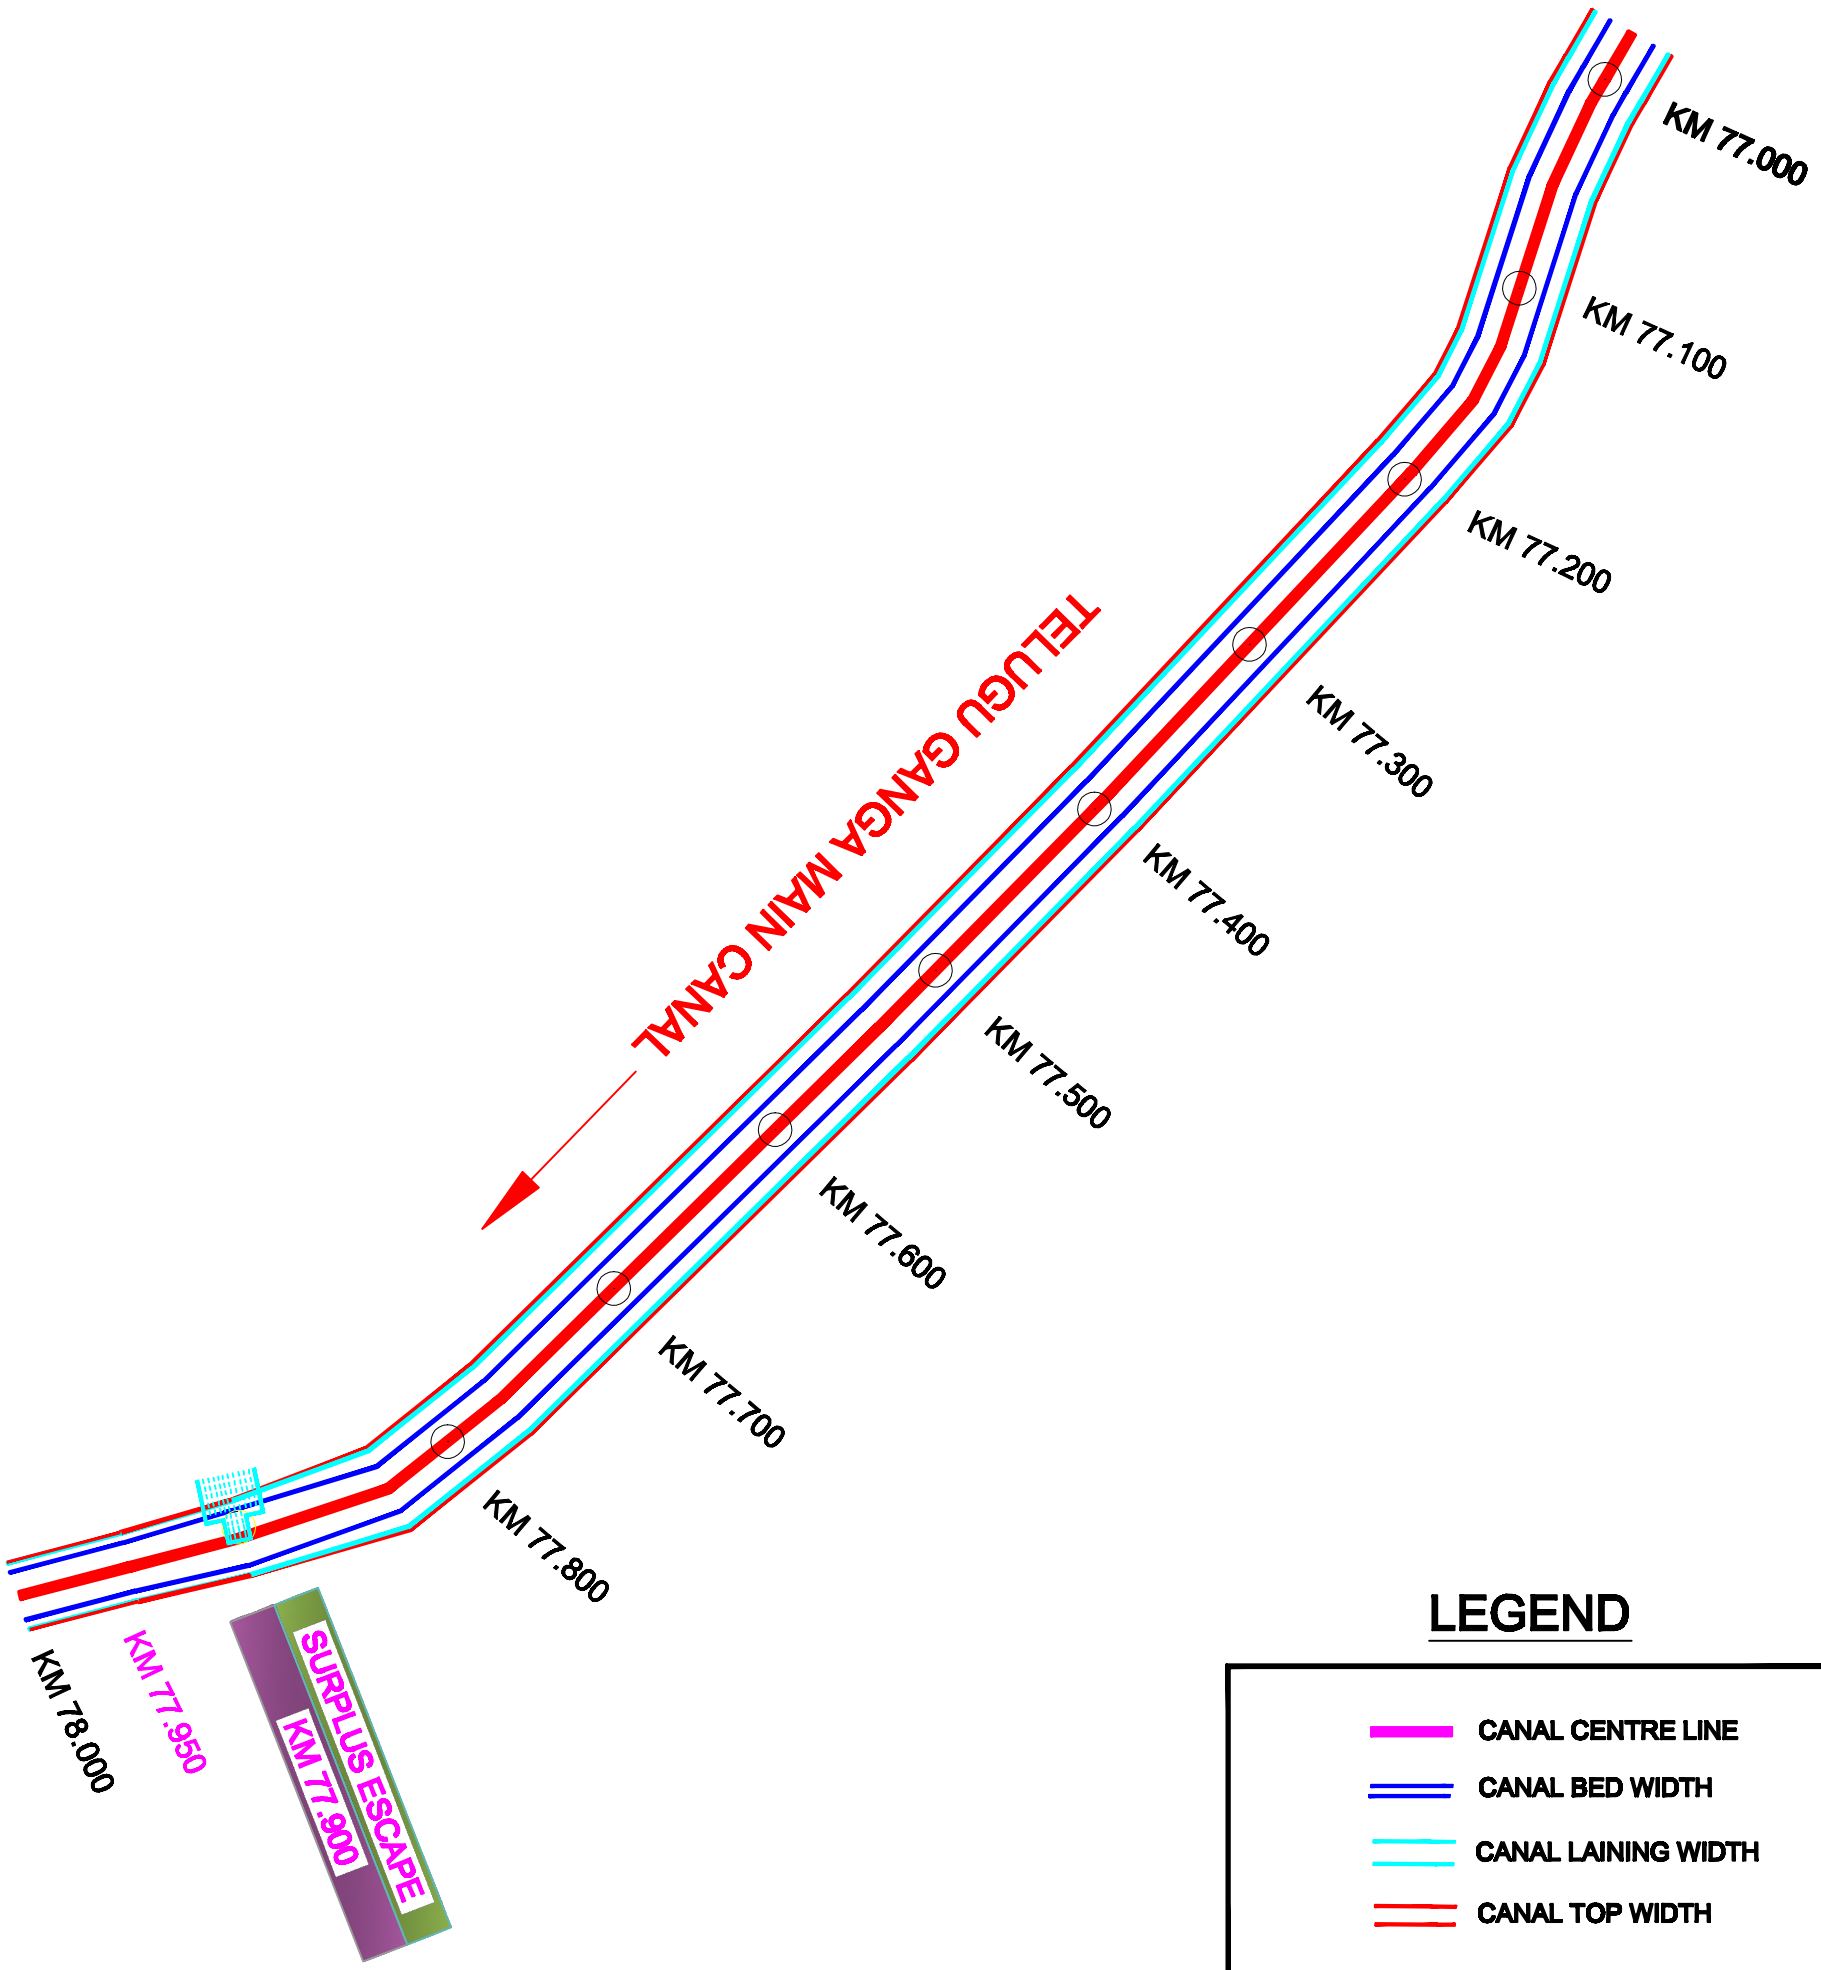 KM 77.000
KM 77.100
KM 77.200
KM 77.300
KM 77.400
KM 77.500
KM 77.600
KM 77.700
KM 77.800
TELUGU GANGA MAIN CANAL
SURPLUS ESCAPE
KM 77.900
KM 77.950
KM 78.000
LEGEND
CANAL CENTRE LINE
CANAL BED WIDTH
CANAL LAINING WIDTH
CANAL TOP WIDTH